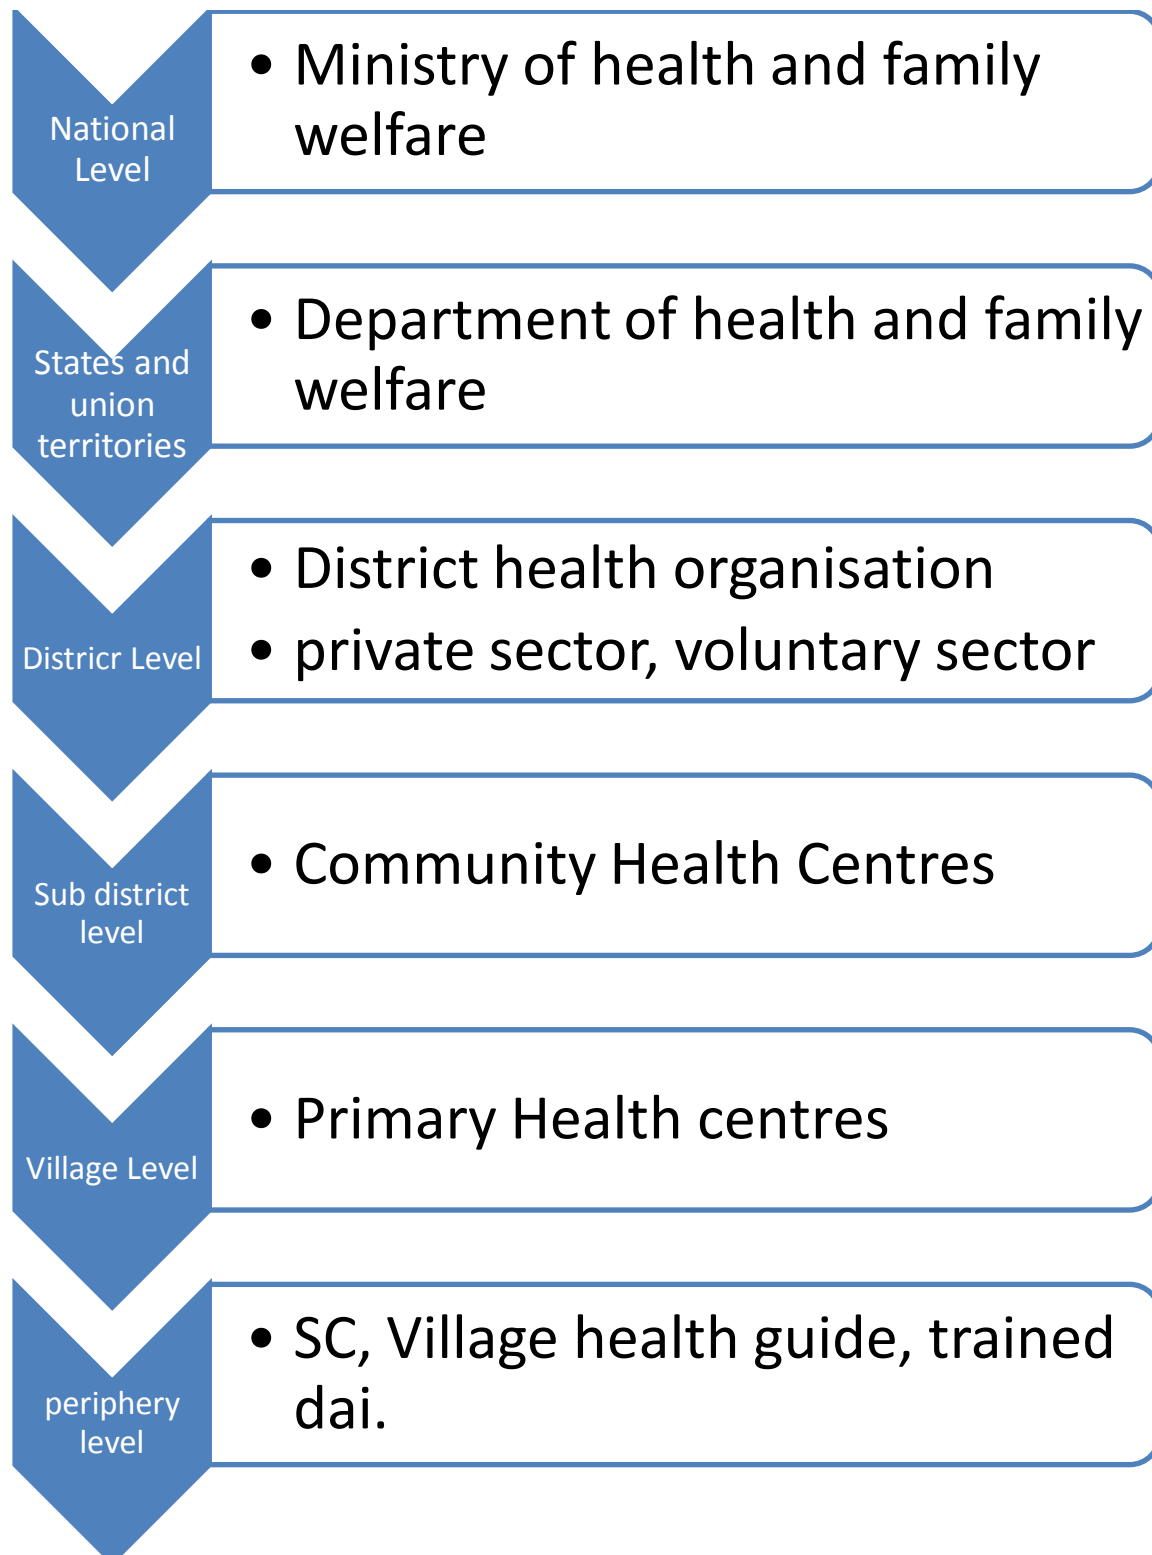 National
Level
• Ministry of health and family
welfare
States and
union
territories
• Department of health and family
welfare
Districr Level
• District health organisation
• private sector, voluntary sector
Sub district
level
• Community Health Centres
Village Level
• Primary Health centres
periphery
level
• SC, Village health guide, trained
dai.